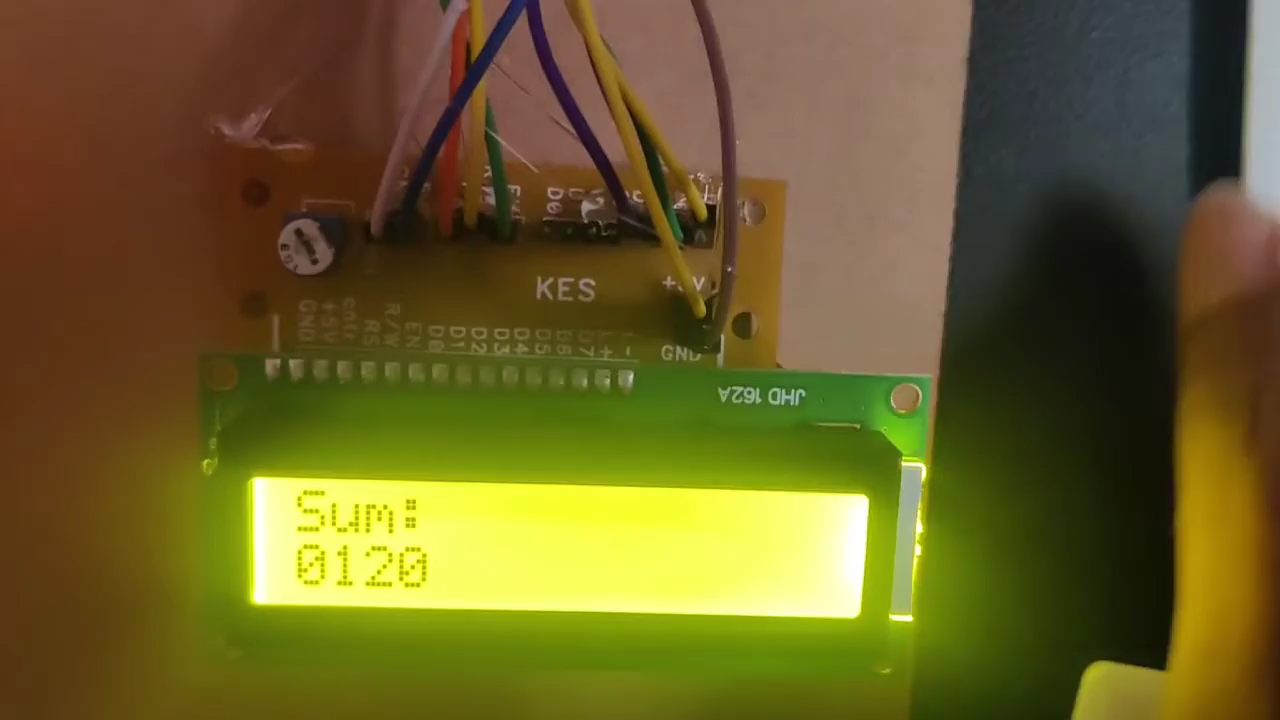 KES
+5V
GND
GND
+5V
Cntr
RS
R/W
EN
D0
D1
D2
D3
D4
D5
D6
D7
L+
L-
JHD 162A
Sum:
0120